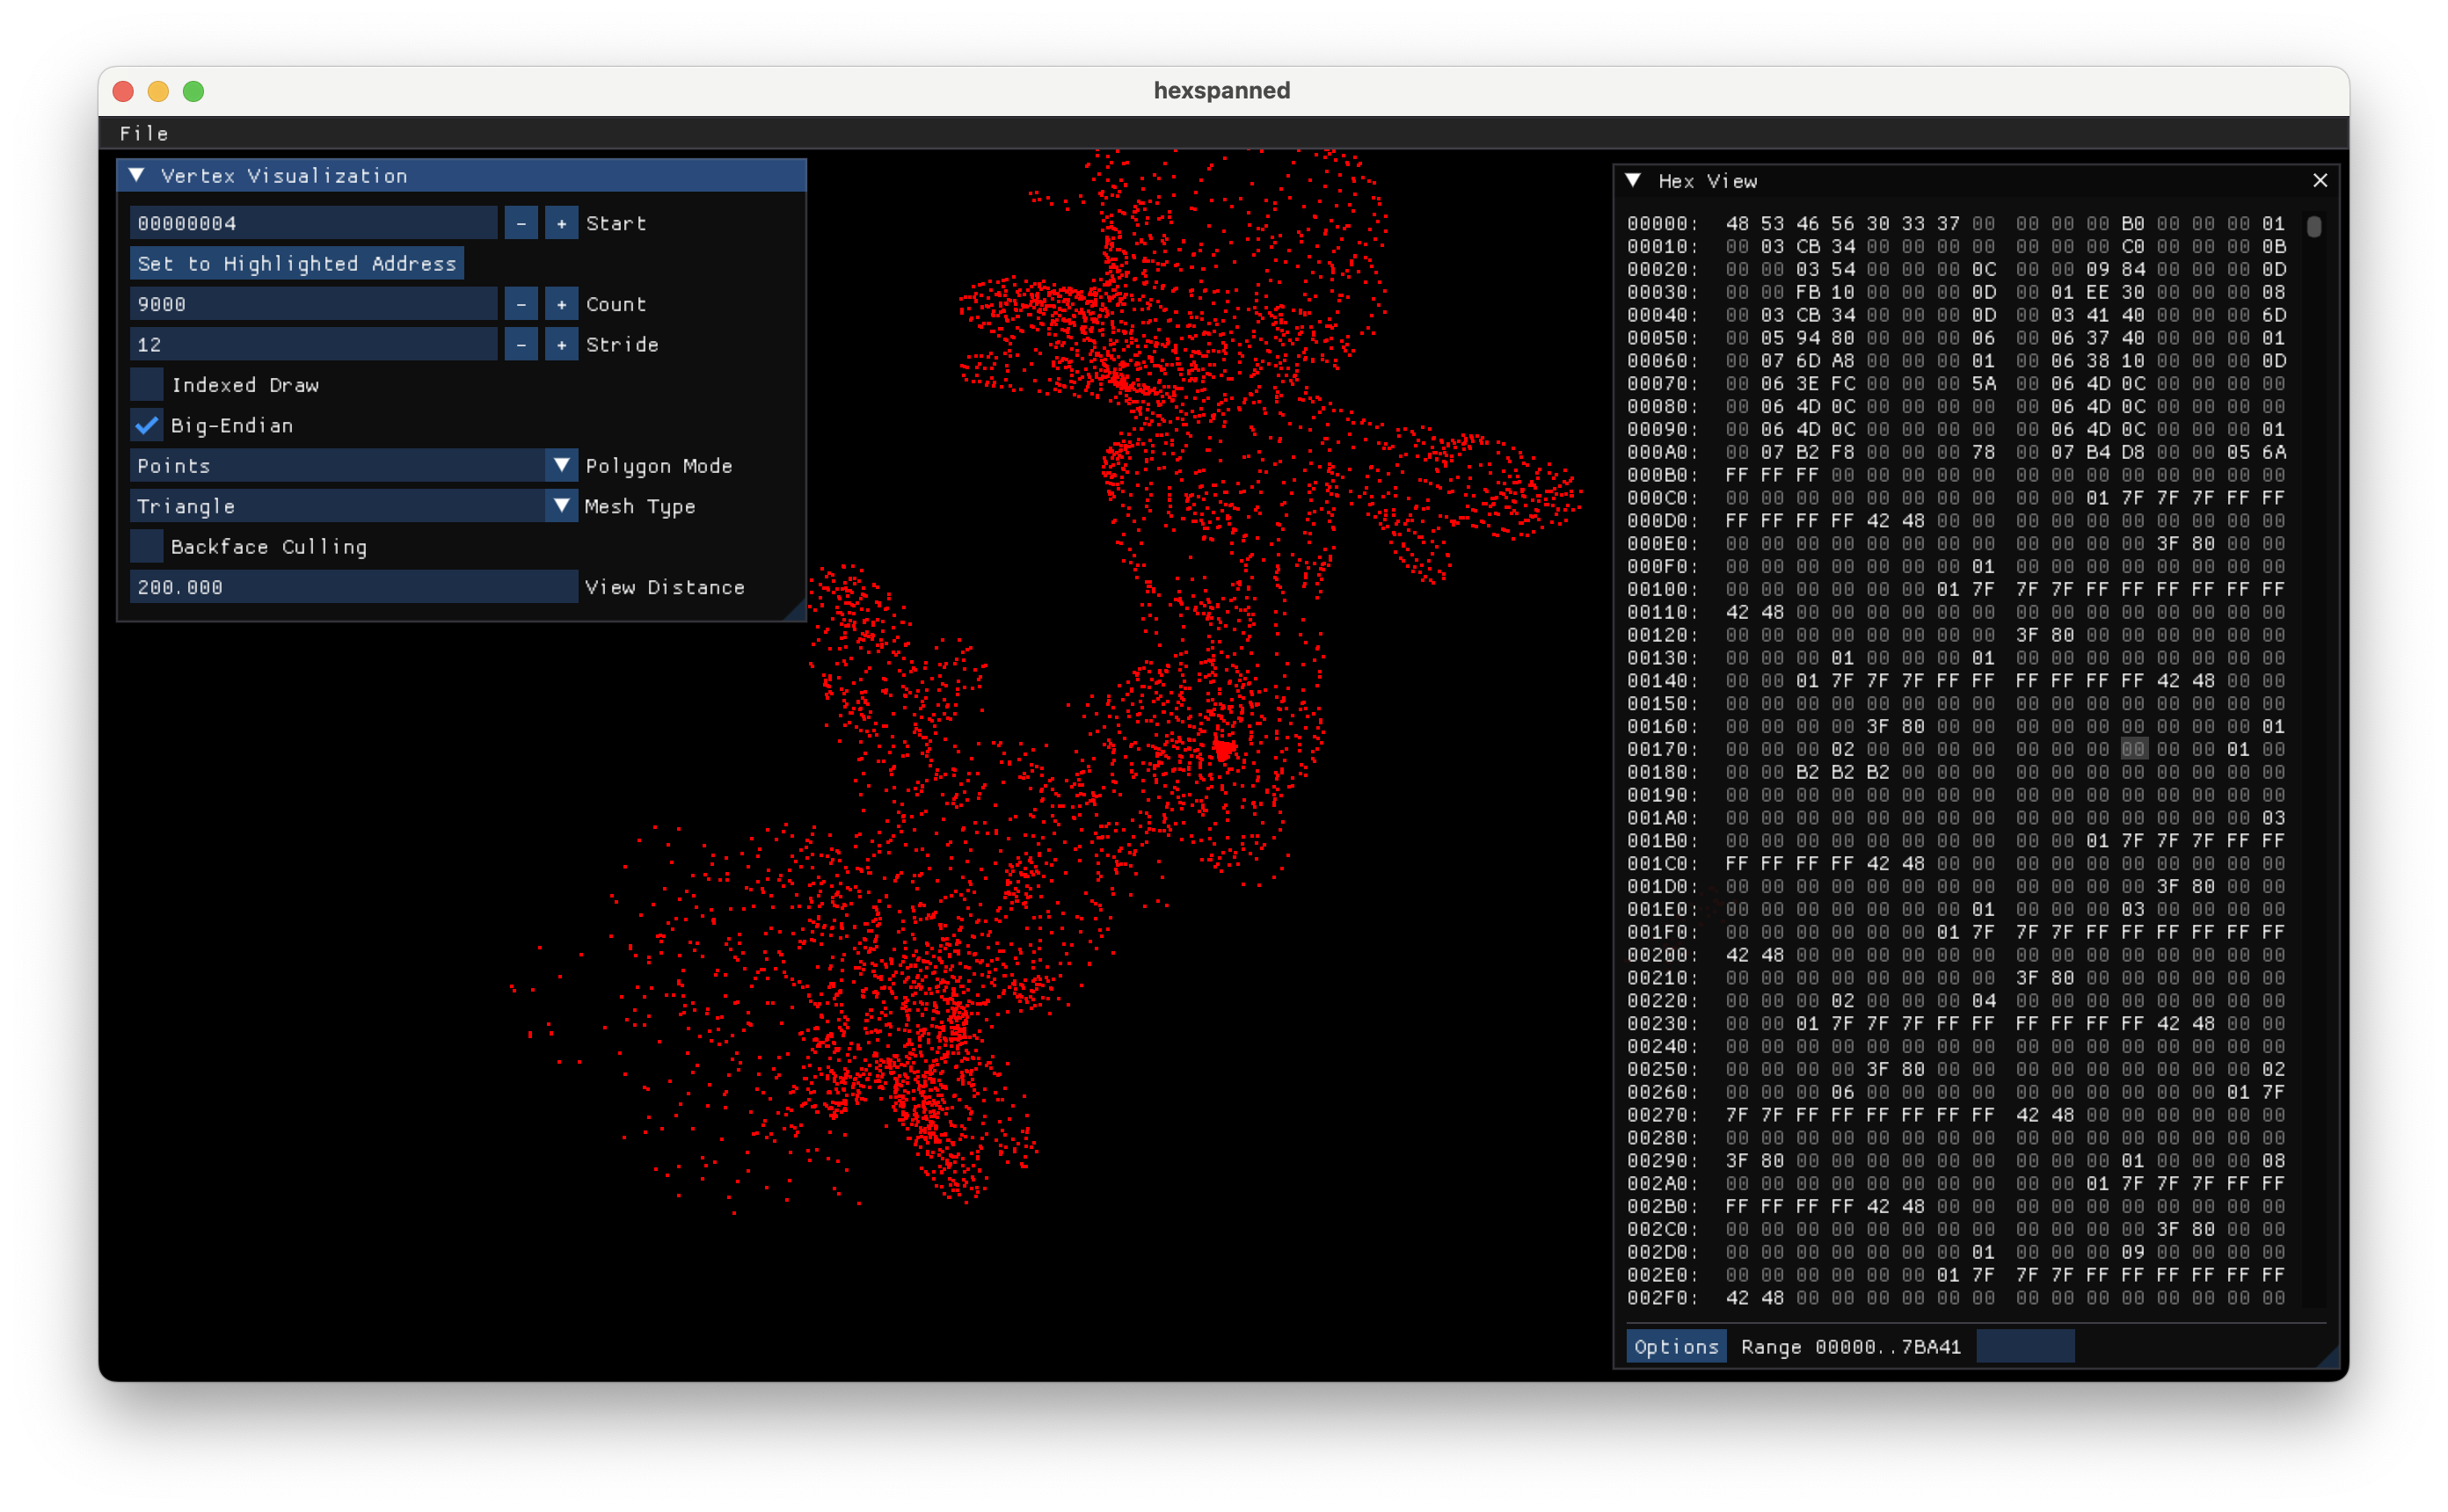 hexspanned
File
Vertex Visualization
00000004 - + Start
Set to Highlighted Address
9000 - + Count
12 - + Stride
Indexed Draw
Big-Endian
Points Polygon Mode
Triangle Mesh Type
Backface Culling
200.000 View Distance
Hex View
00000: 48 53 46 56 30 33 37 00 00 00 00 B0 00 00 00 01
00010: 00 03 CB 34 00 00 00 00 00 00 00 C0 00 00 00 0B
00020: 00 00 03 54 00 00 00 0C 00 00 09 84 00 00 00 0D
00030: 00 00 FB 10 00 00 00 0D 00 01 EE 30 00 00 00 08
00040: 00 03 CB 34 00 00 00 0D 00 03 41 40 00 00 00 6D
00050: 00 05 94 80 00 00 00 06 00 06 37 40 00 00 00 01
00060: 00 07 6D A8 00 00 00 01 00 06 38 10 00 00 00 0D
00070: 00 06 3E FC 00 00 00 5A 00 06 4D 0C 00 00 00 00
00080: 00 06 4D 0C 00 00 00 00 00 06 4D 0C 00 00 00 00
00090: 00 06 4D 0C 00 00 00 00 00 06 4D 0C 00 00 00 01
000A0: 00 07 B2 F8 00 00 00 78 00 07 B4 D8 00 00 05 6A
000B0: FF FF FF 00 00 00 00 00 00 00 00 00 00 00 00 00
000C0: 00 00 00 00 00 00 00 00 00 00 01 7F 7F 7F FF FF
000D0: FF FF FF FF 42 48 00 00 00 00 00 00 00 00 00 00
000E0: 00 00 00 00 00 00 00 00 00 00 00 00 3F 80 00 00
000F0: 00 00 00 00 00 00 00 01 00 00 00 00 00 00 00 00
00100: 00 00 00 00 00 00 01 7F 7F 7F FF FF FF FF FF FF
00110: 42 48 00 00 00 00 00 00 00 00 00 00 00 00 00 00
00120: 00 00 00 00 00 00 00 00 3F 80 00 00 00 00 00 00
00130: 00 00 00 01 00 00 00 01 00 00 00 00 00 00 00 00
00140: 00 00 01 7F 7F 7F FF FF FF FF FF FF 42 48 00 00
00150: 00 00 00 00 00 00 00 00 00 00 00 00 00 00 00 00
00160: 00 00 00 00 3F 80 00 00 00 00 00 00 00 00 00 01
00170: 00 00 00 02 00 00 00 00 00 00 00 00 00 00 01 00
00180: 00 00 B2 B2 B2 00 00 00 00 00 00 00 00 00 00 00
00190: 00 00 00 00 00 00 00 00 00 00 00 00 00 00 00 00
001A0: 00 00 00 00 00 00 00 00 00 00 00 00 00 00 00 03
001B0: 00 00 00 00 00 00 00 00 00 00 01 7F 7F 7F FF FF
001C0: FF FF FF FF 42 48 00 00 00 00 00 00 00 00 00 00
001D0: 00 00 00 00 00 00 00 00 00 00 00 00 3F 80 00 00
001E0: 00 00 00 00 00 00 00 01 00 00 00 03 00 00 00 00
001F0: 00 00 00 00 00 00 01 7F 7F 7F FF FF FF FF FF FF
00200: 42 48 00 00 00 00 00 00 00 00 00 00 00 00 00 00
00210: 00 00 00 00 00 00 00 00 3F 80 00 00 00 00 00 00
00220: 00 00 00 02 00 00 00 04 00 00 00 00 00 00 00 00
00230: 00 00 01 7F 7F 7F FF FF FF FF FF FF 42 48 00 00
00240: 00 00 00 00 00 00 00 00 00 00 00 00 00 00 00 00
00250: 00 00 00 00 3F 80 00 00 00 00 00 00 00 00 00 02
00260: 00 00 00 06 00 00 00 00 00 00 00 00 00 00 01 7F
00270: 7F 7F FF FF FF FF FF FF 42 48 00 00 00 00 00 00
00280: 00 00 00 00 00 00 00 00 00 00 00 00 00 00 00 00
00290: 3F 80 00 00 00 00 00 00 00 00 00 01 00 00 00 08
002A0: 00 00 00 00 00 00 00 00 00 00 01 7F 7F 7F FF FF
002B0: FF FF FF FF 42 48 00 00 00 00 00 00 00 00 00 00
002C0: 00 00 00 00 00 00 00 00 00 00 00 00 3F 80 00 00
002D0: 00 00 00 00 00 00 00 01 00 00 00 09 00 00 00 00
002E0: 00 00 00 00 00 00 01 7F 7F 7F FF FF FF FF FF FF
002F0: 42 48 00 00 00 00 00 00 00 00 00 00 00 00 00 00
Options Range 00000..7BA41